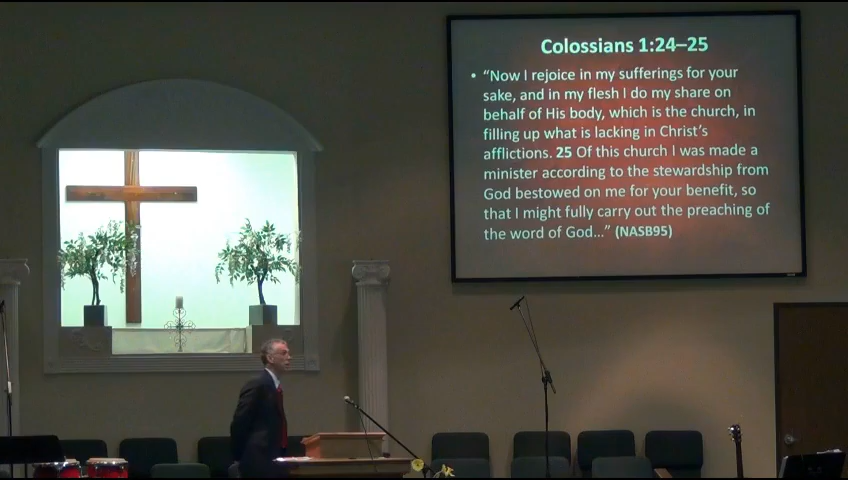 Colossians 1:24–25
• “Now I rejoice in my sufferings for your
sake, and in my flesh I do my share on
behalf of His body, which is the church, in
filling up what is lacking in Christ’s
afflictions. 25 Of this church I was made a
minister according to the stewardship from
God bestowed on me for your benefit, so
that I might fully carry out the preaching of
the word of God…” (NASB95)